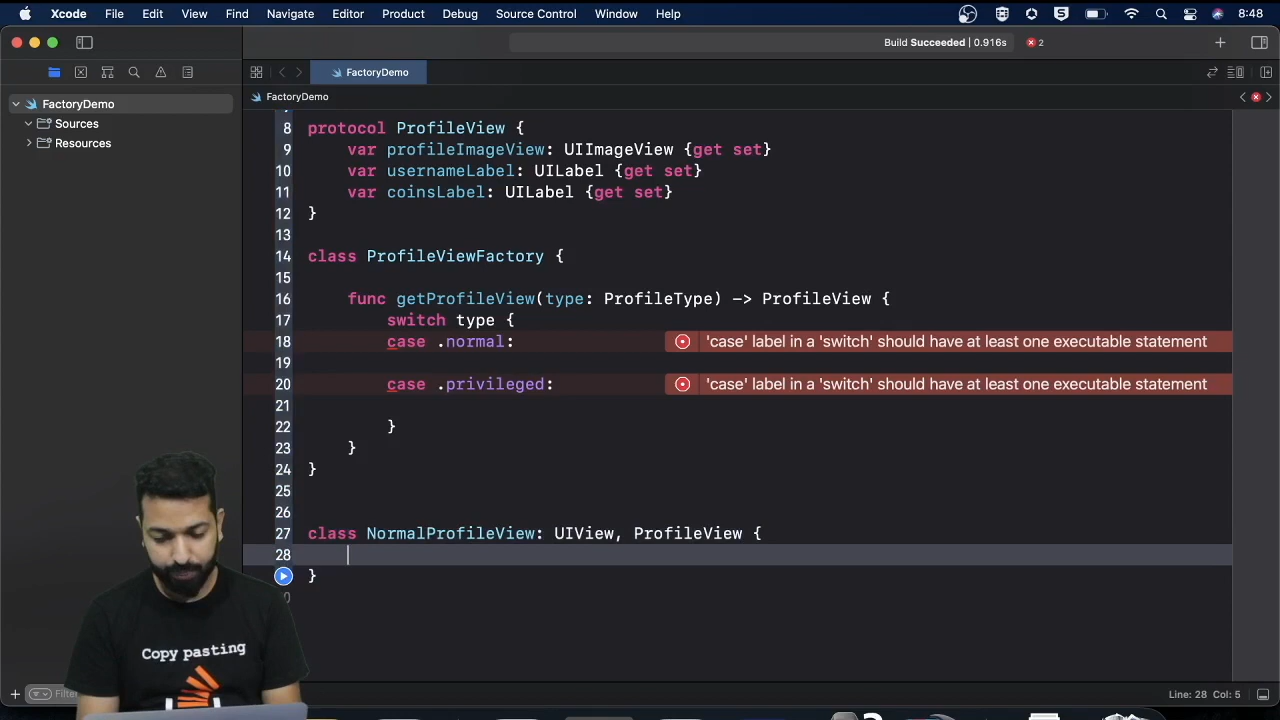 Xcode File Edit View Find Navigate Editor Product Debug Source Control Window Help 8:48
Build Succeeded | 0.916s 2
FactoryDemo
FactoryDemo
FactoryDemo
Sources
Resources
8 protocol ProfileView {
9 var profileImageView: UIImageView {get set}
10 var usernameLabel: UILabel {get set}
11 var coinsLabel: UILabel {get set}
12 }
13
14 class ProfileViewFactory {
15
16 func getProfileView(type: ProfileType) -> ProfileView {
17 switch type {
18 case .normal: 'case' label in a 'switch' should have at least one executable statement
19
20 case .privileged: 'case' label in a 'switch' should have at least one executable statement
21
22 }
23 }
24 }
25
26
27 class NormalProfileView: UIView, ProfileView {
28
}
Copy pasting
Filter
Line: 28 Col: 5